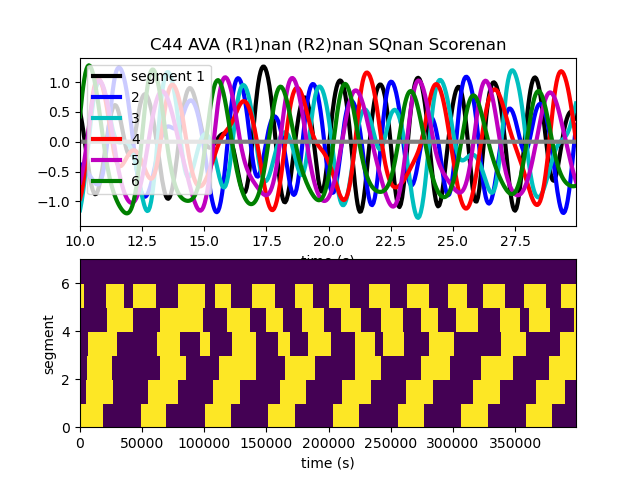 C44 AVA (R1)nan (R2)nan SQnan Scorenan
1.0
0.5
0.0
−0.5
−1.0
segment 1
2
3
4
5
6
10.0 12.5 15.0 17.5 20.0 22.5 25.0 27.5
time (s)
segment
6
4
2
0
0 50000 100000 150000 200000 250000 300000 350000
time (s)